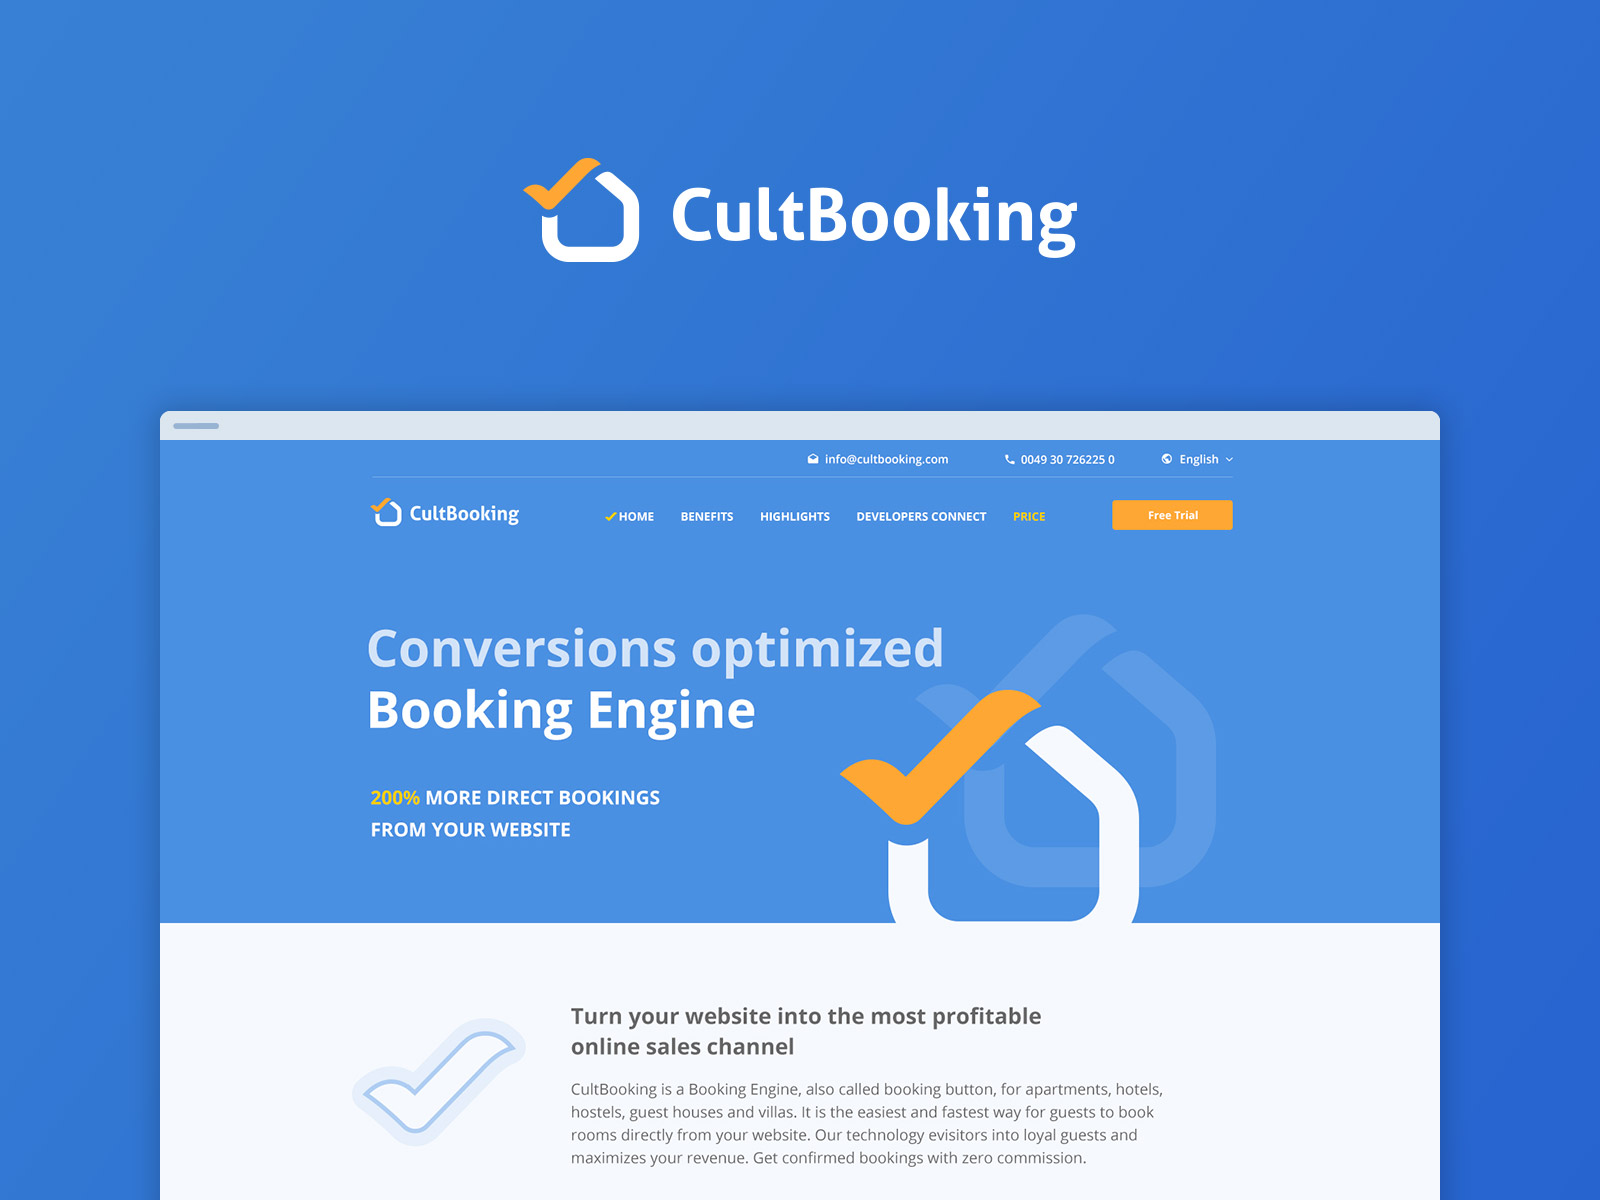 CultBooking
info@cultbooking.com 0049 30 726225 0 English
CultBooking HOME BENEFITS HIGHLIGHTS DEVELOPERS CONNECT PRICE Free Trial
Conversions optimized
Booking Engine
200% MORE DIRECT BOOKINGS
FROM YOUR WEBSITE
Turn your website into the most profitable
online sales channel
CultBooking is a Booking Engine, also called booking button, for apartments, hotels,
hostels, guest houses and villas. It is the easiest and fastest way for guests to book
rooms directly from your website. Our technology evisitors into loyal guests and
maximizes your revenue. Get confirmed bookings with zero commission.